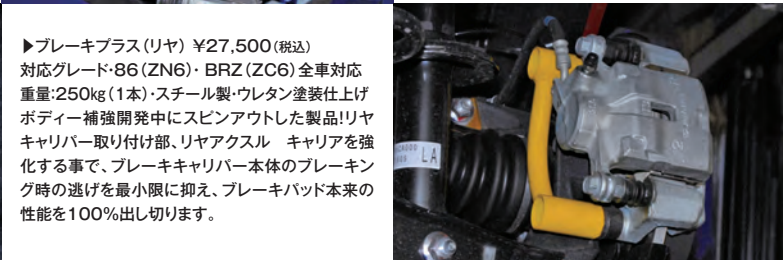 ▶ブレーキプラス(リヤ) ¥27,500(税込)
対応グレード・86(ZN6)・BRZ(ZC6)全車対応
重量:250㎏(1本)・スチール製・ウレタン塗装仕上げ
ボディー補強開発中にスピンアウトした製品!リヤ
キャリパー取り付け部、リヤアクスル　キャリアを強
化する事で、ブレーキキャリパー本体のブレーキン
グ時の逃げを最小限に抑え、ブレーキパッド本来の
性能を100%出し切ります。
LA